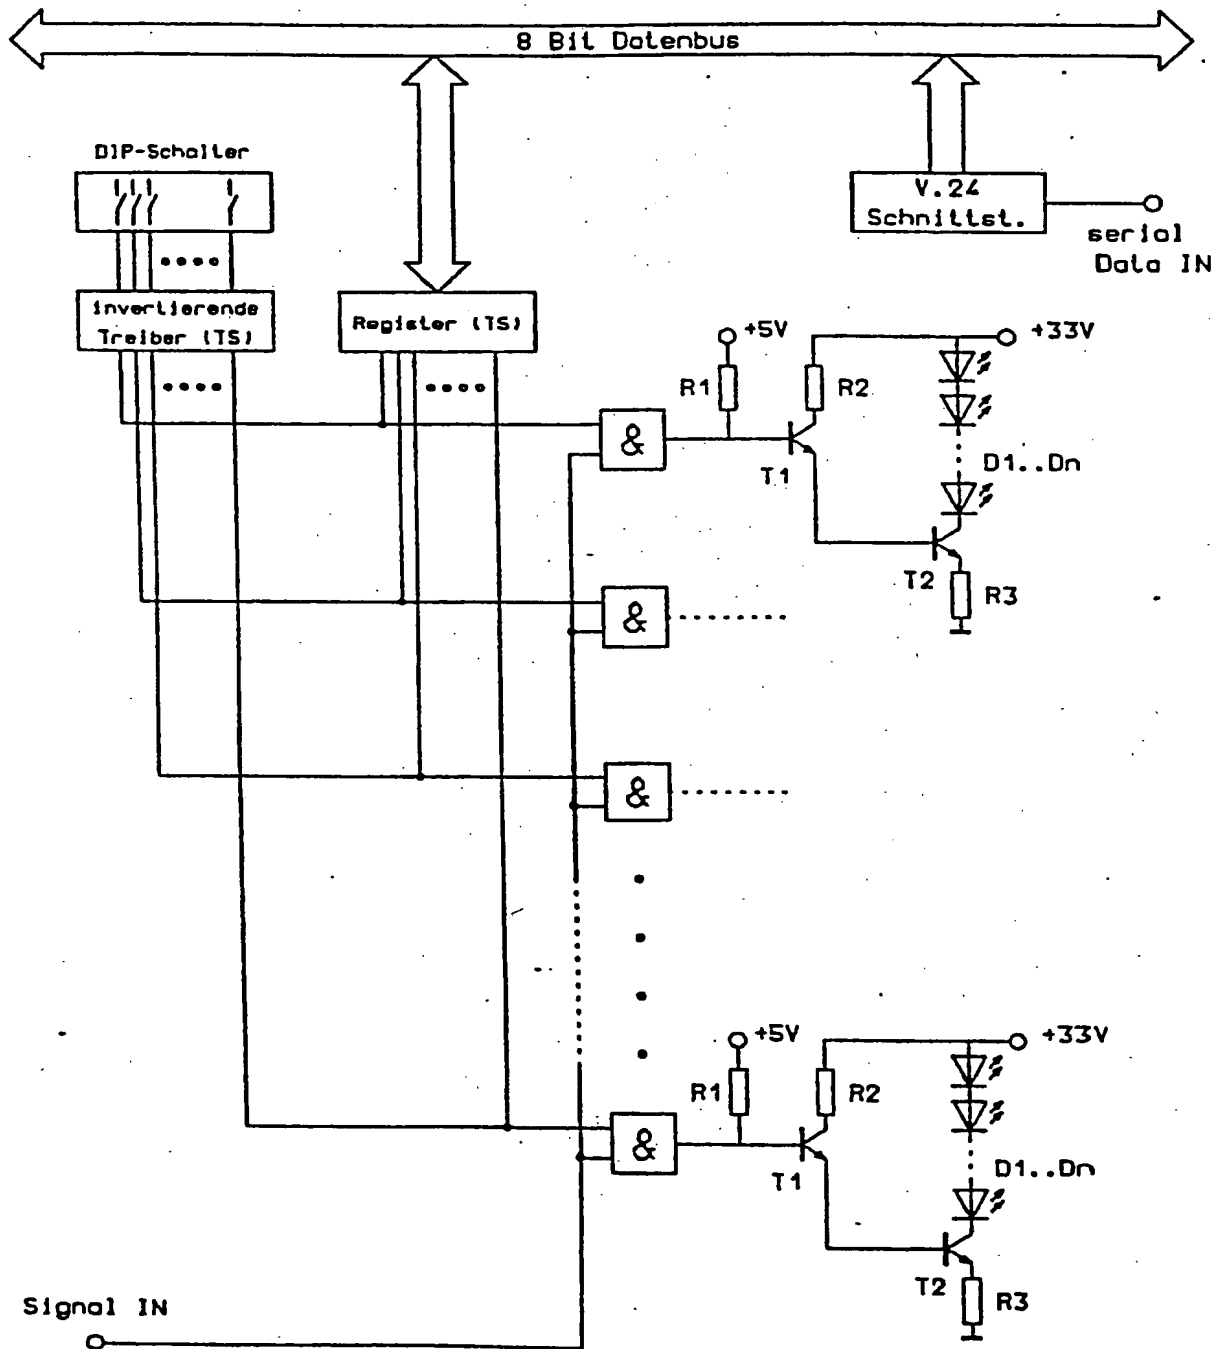 8 Bit Datenbus
DIP-Schalter
V.24
Schnittst.
serial
Data IN
invertierende
Treiber (TS)
Register (TS)
+5V
+33V
R1
R2
&
T1
D1..Dn
T2
R3
&
&
+5V
+33V
R1
R2
&
T1
D1..Dn
T2
R3
Signal IN